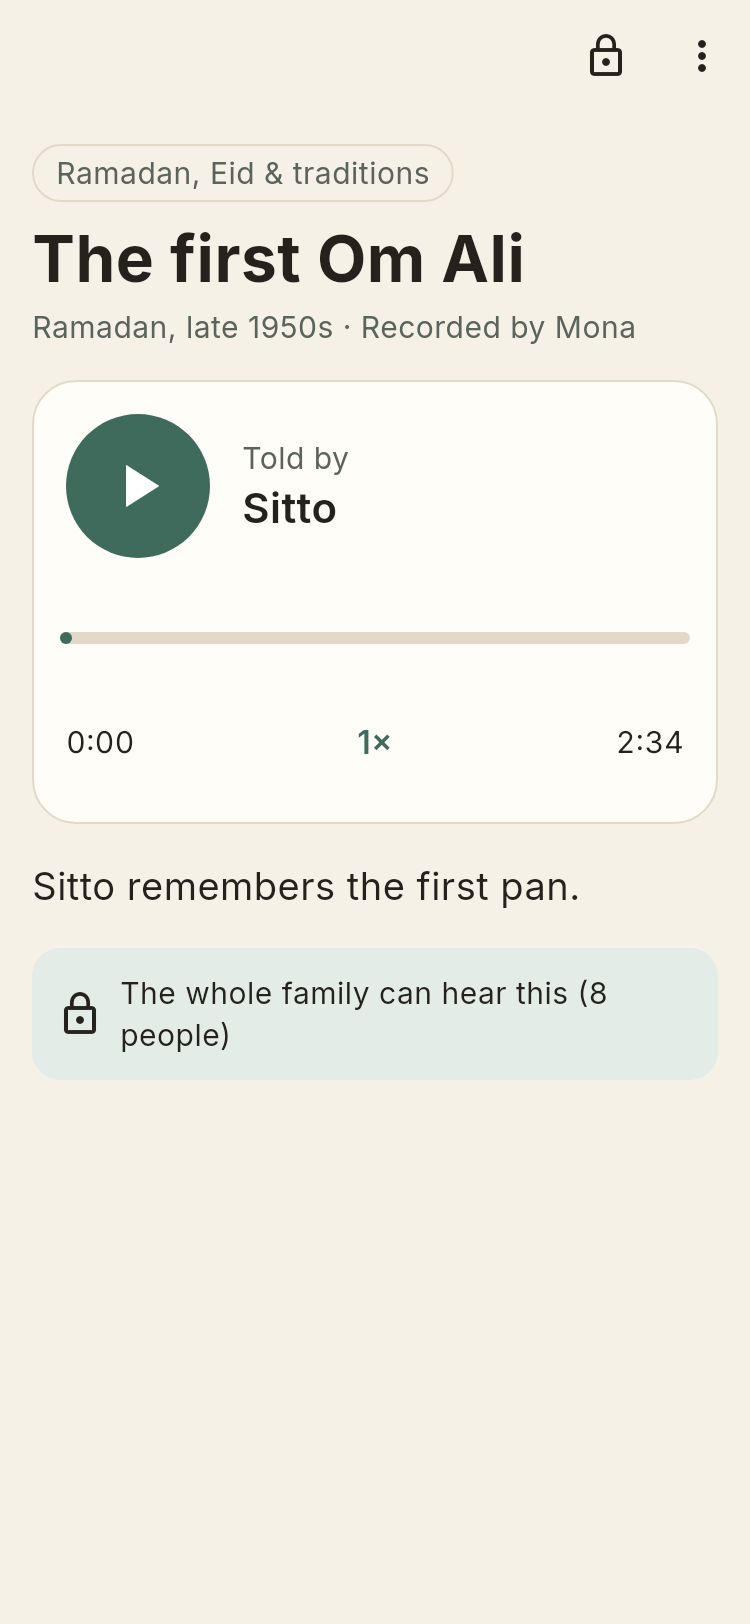 Ramadan, Eid & traditions
The first Om Ali
Ramadan, late 1950s · Recorded by Mona
Told by
Sitto
0:00 1× 2:34
Sitto remembers the first pan.
The whole family can hear this (8
people)